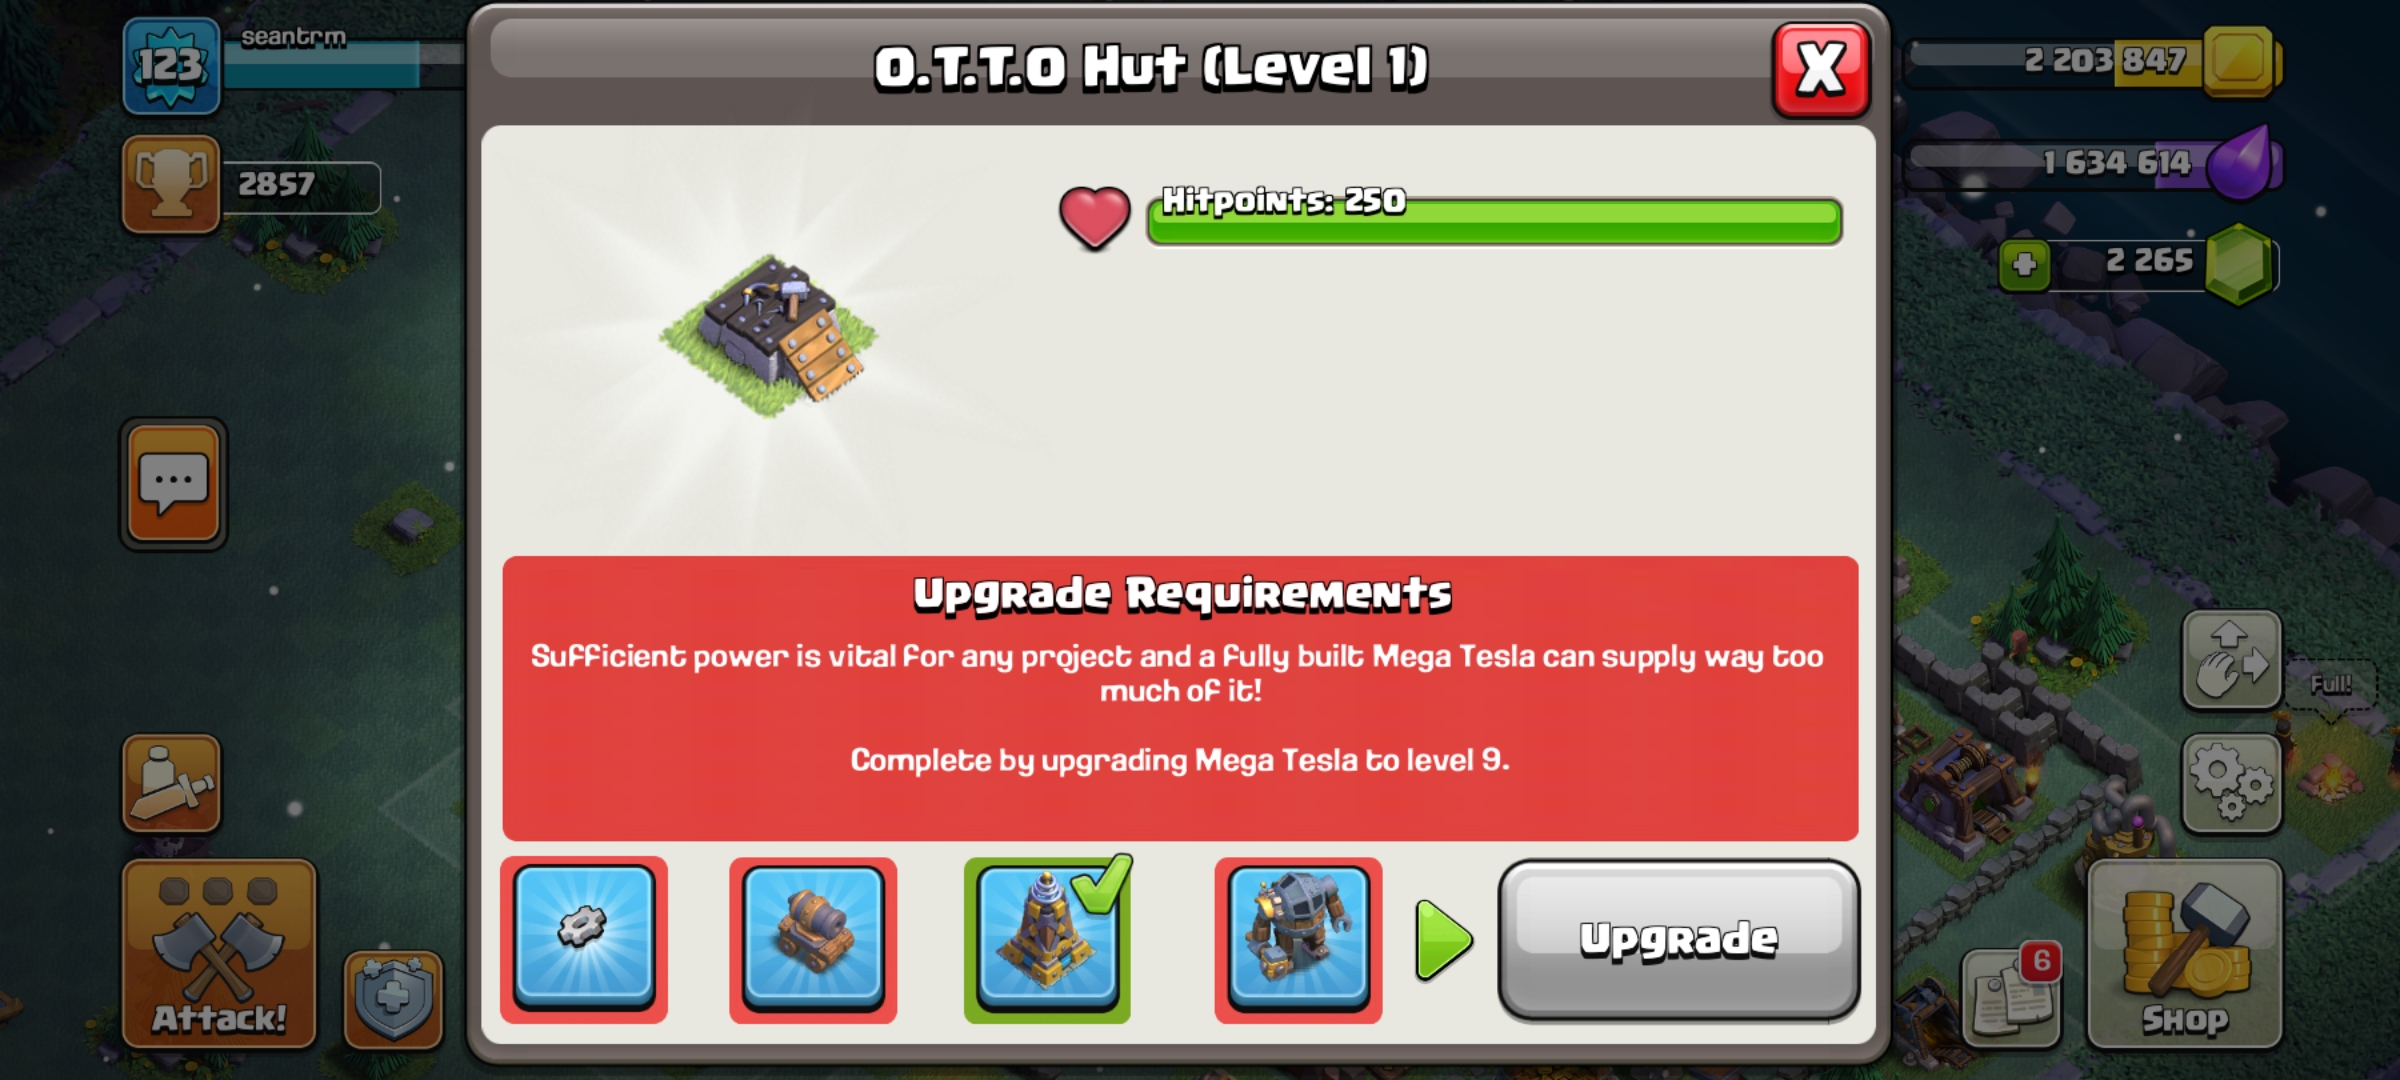 seantrm
123
O.T.T.O Hut (Level 1)
X
2 203 847
2857
Hitpoints: 250
1 634 614
2 265
Upgrade Requirements
Sufficient power is vital for any project and a fully built Mega Tesla can supply way too
much of it!
Complete by upgrading Mega Tesla to level 9.
Full!
Attack!
Upgrade
6
Shop